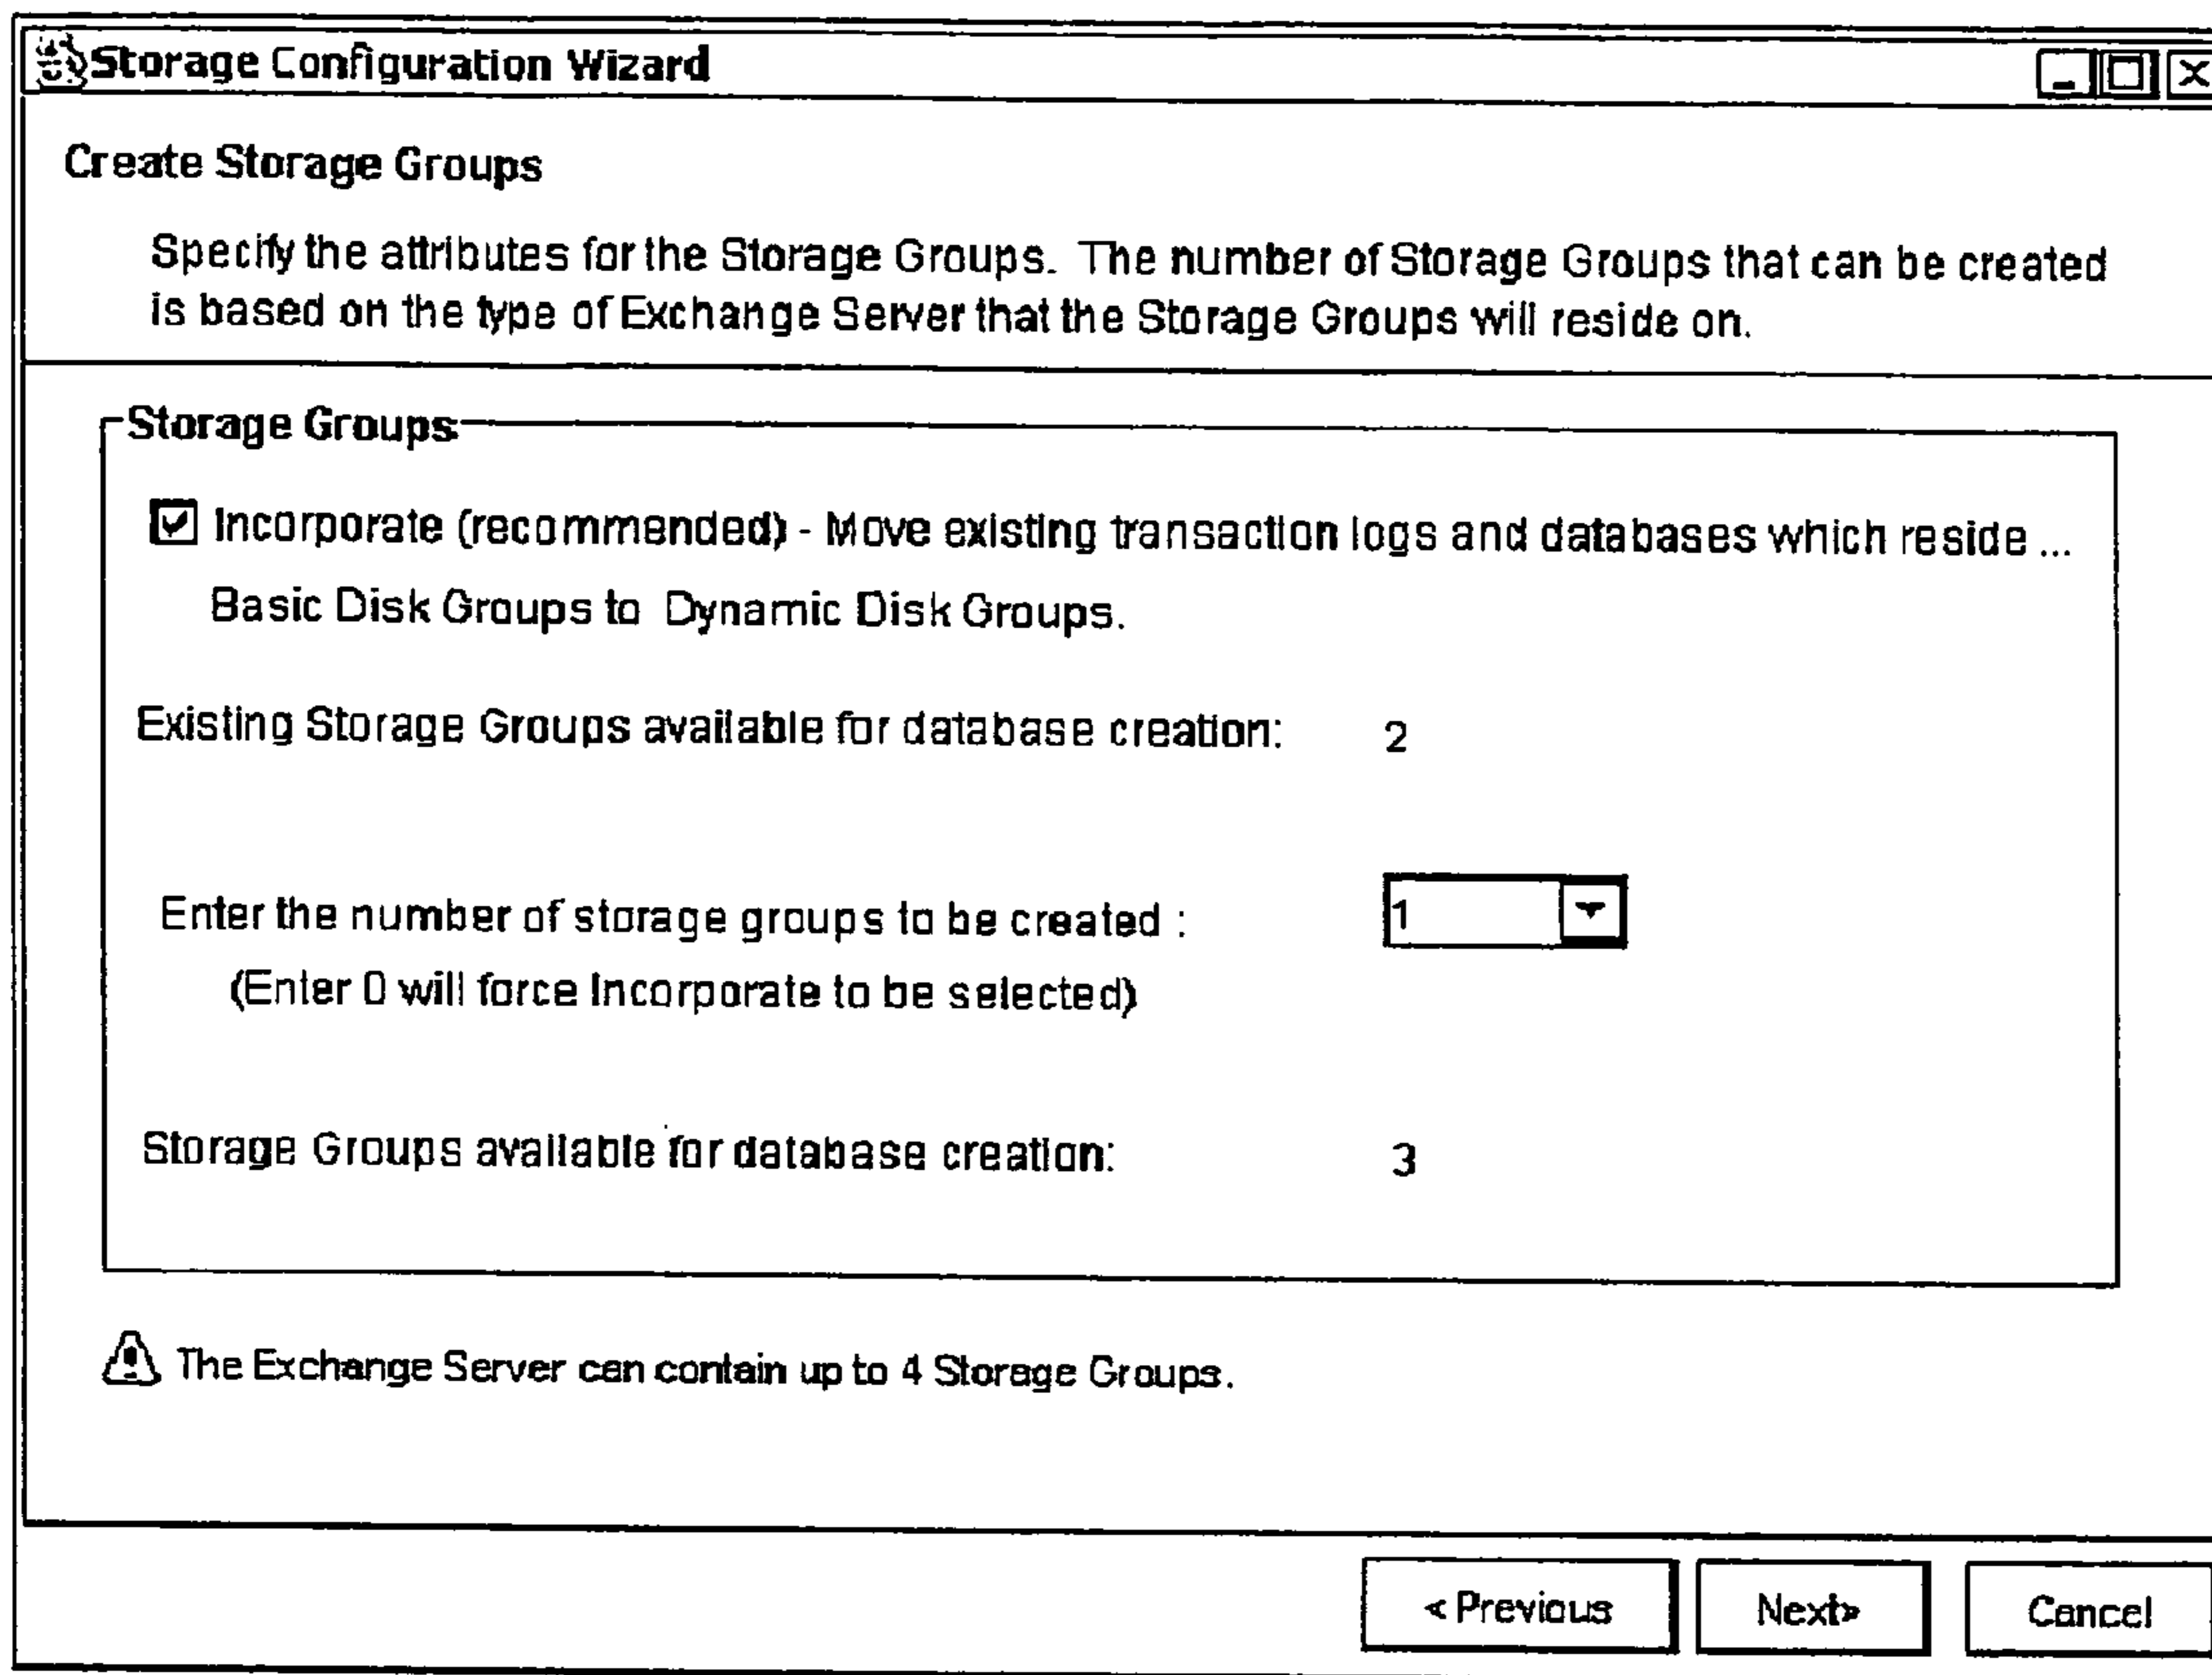 Storage Configuration Wizard
Create Storage Groups
Specify the attributes for the Storage Groups. The number of Storage Groups that can be created
is based on the type of Exchange Server that the Storage Groups will reside on.
Storage Groups
Incorporate (recommended) - Move existing transaction logs and databases which reside ...
Basic Disk Groups to Dynamic Disk Groups.
Existing Storage Groups available for database creation: 2
Enter the number of storage groups to be created : 1
(Enter 0 will force Incorporate to be selected)
Storage Groups available for database creation: 3
The Exchange Server can contain up to 4 Storage Groups.
< Previous Next> Cancel